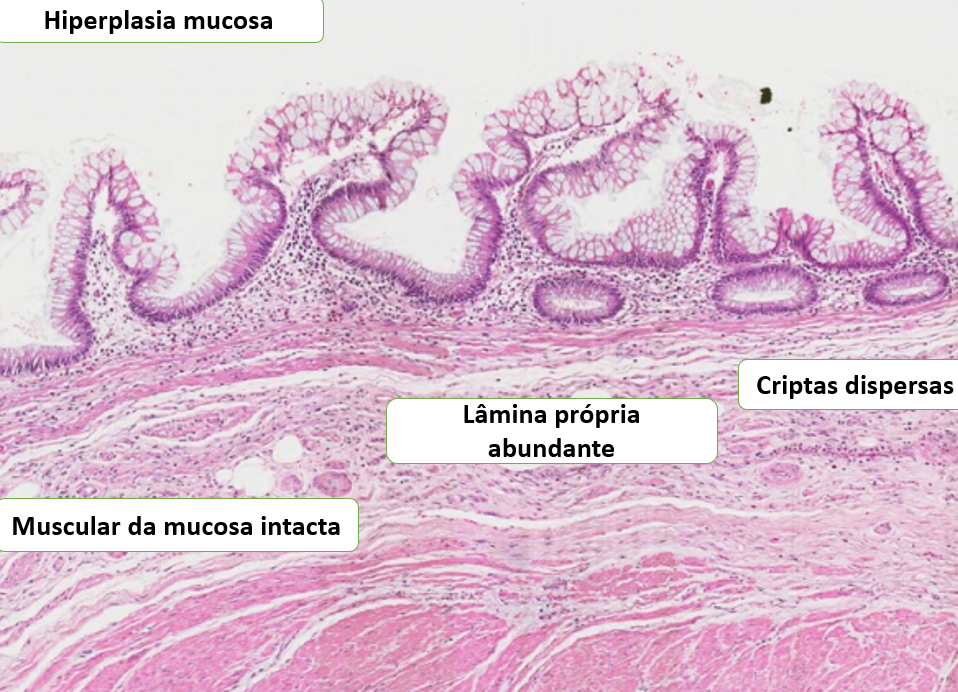 Hiperplasia mucosa
Criptas dispersas
Lâmina própria
abundante
Muscular da mucosa intacta